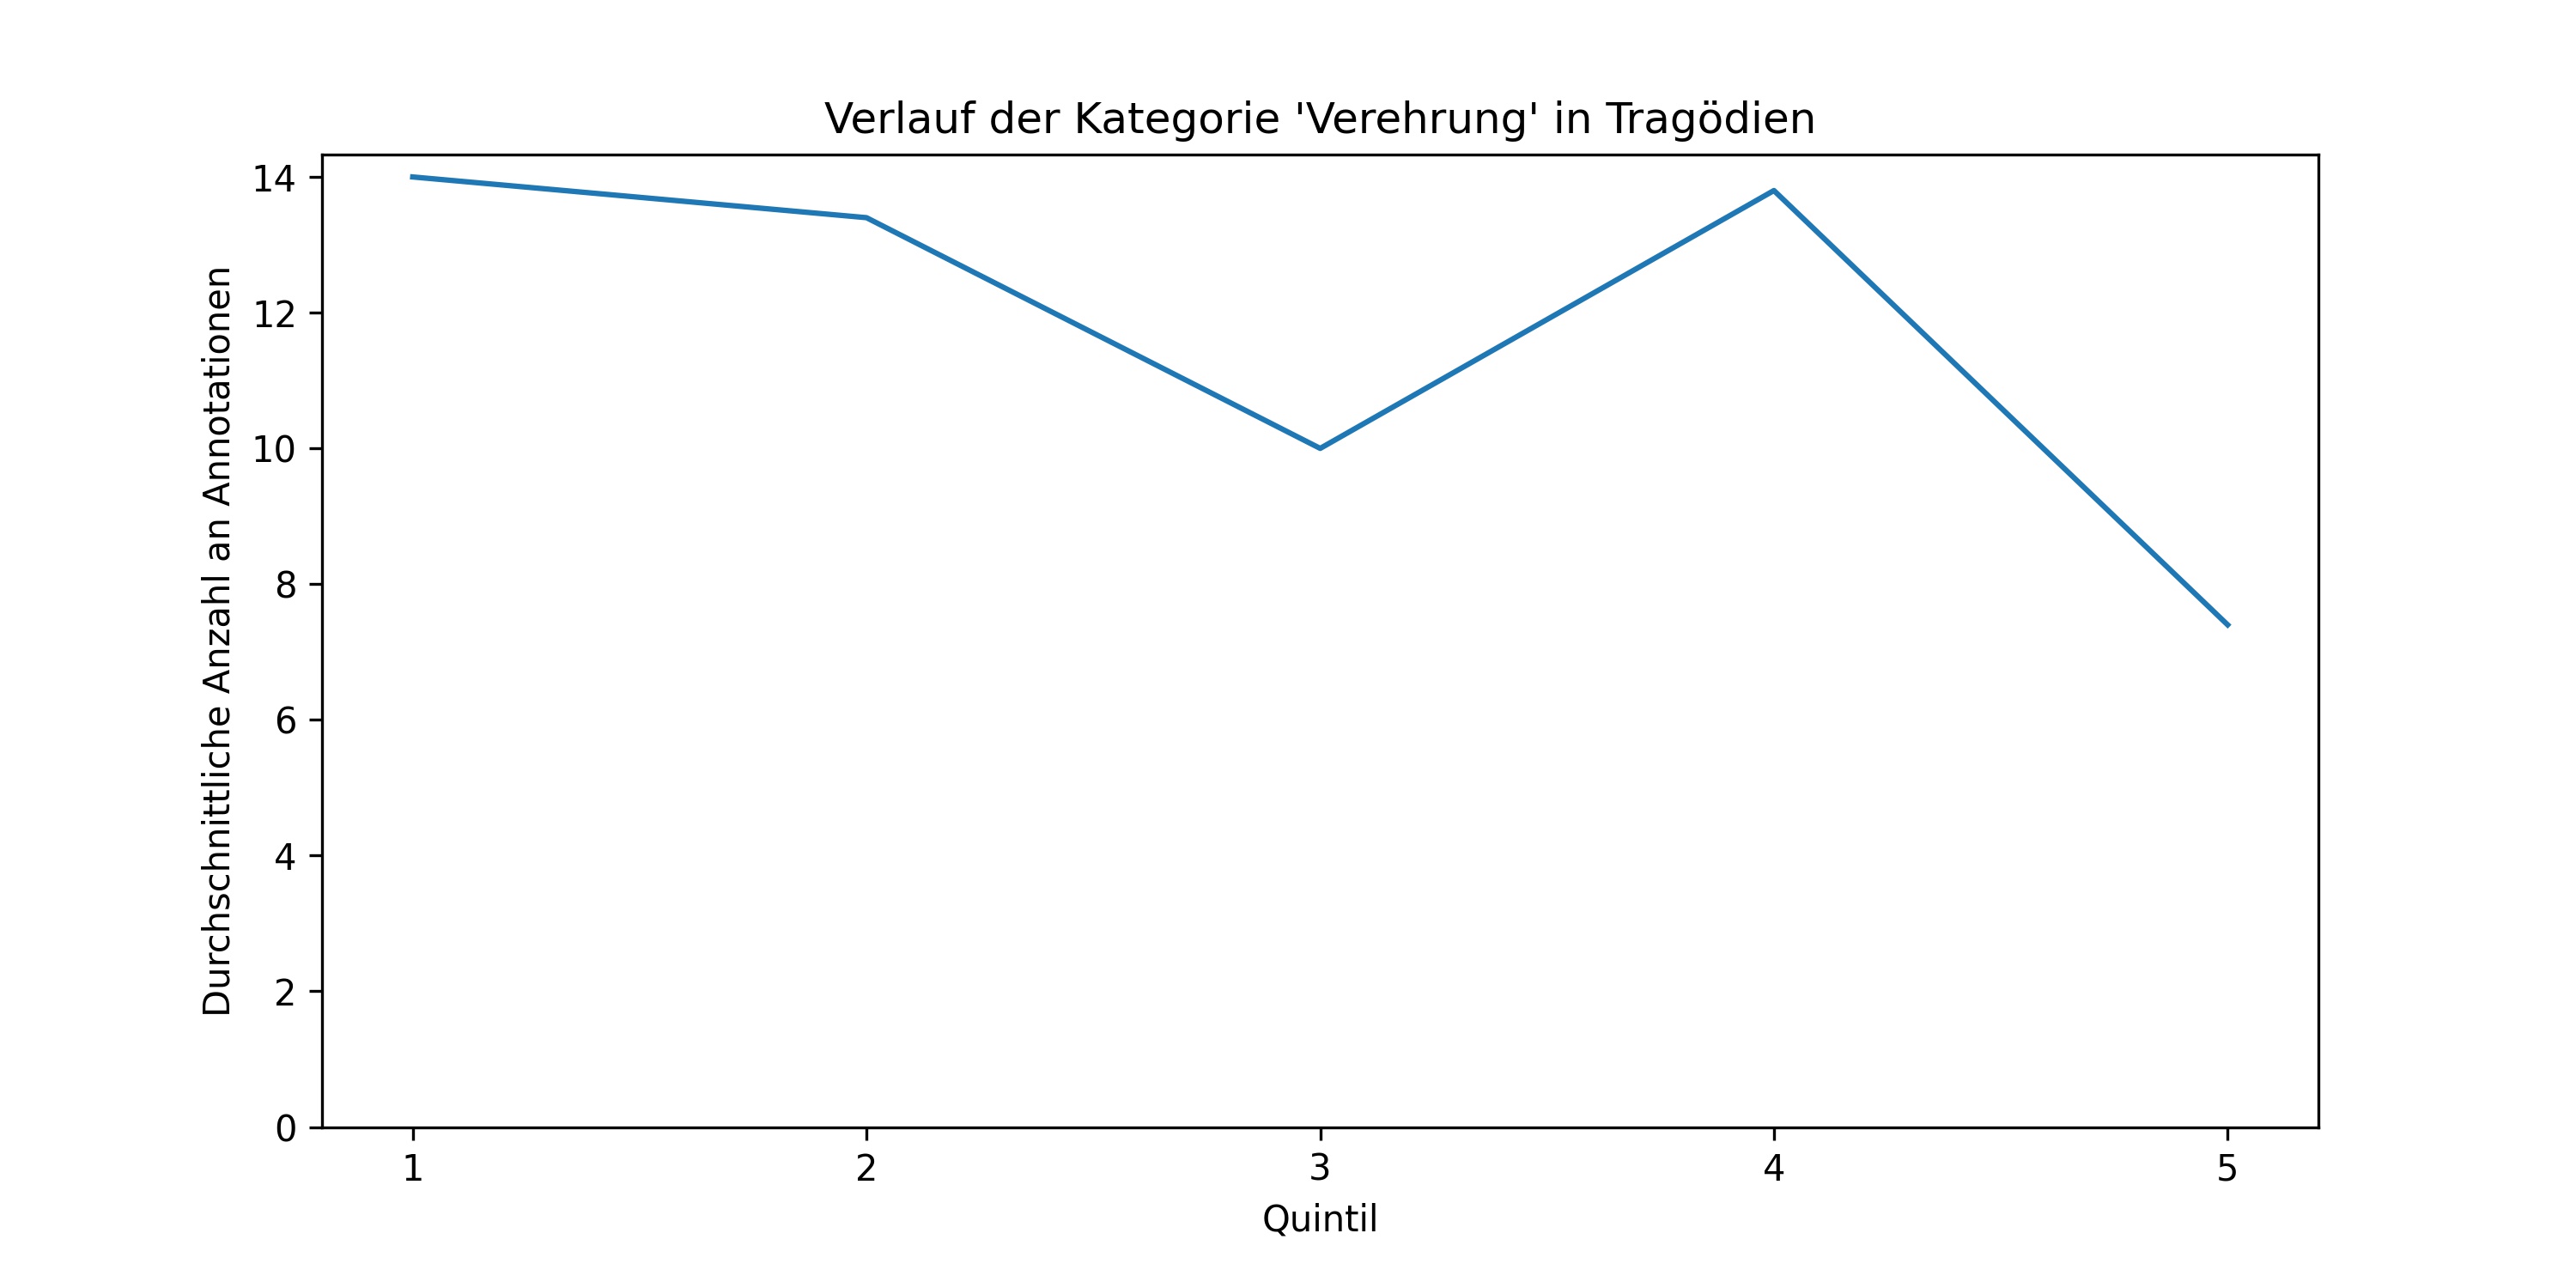 Verlauf der Kategorie 'Verehrung' in Tragödien
Durchschnittliche Anzahl an Annotationen
14
12
10
8
6
4
2
0
1 2 3 4 5
Quintil